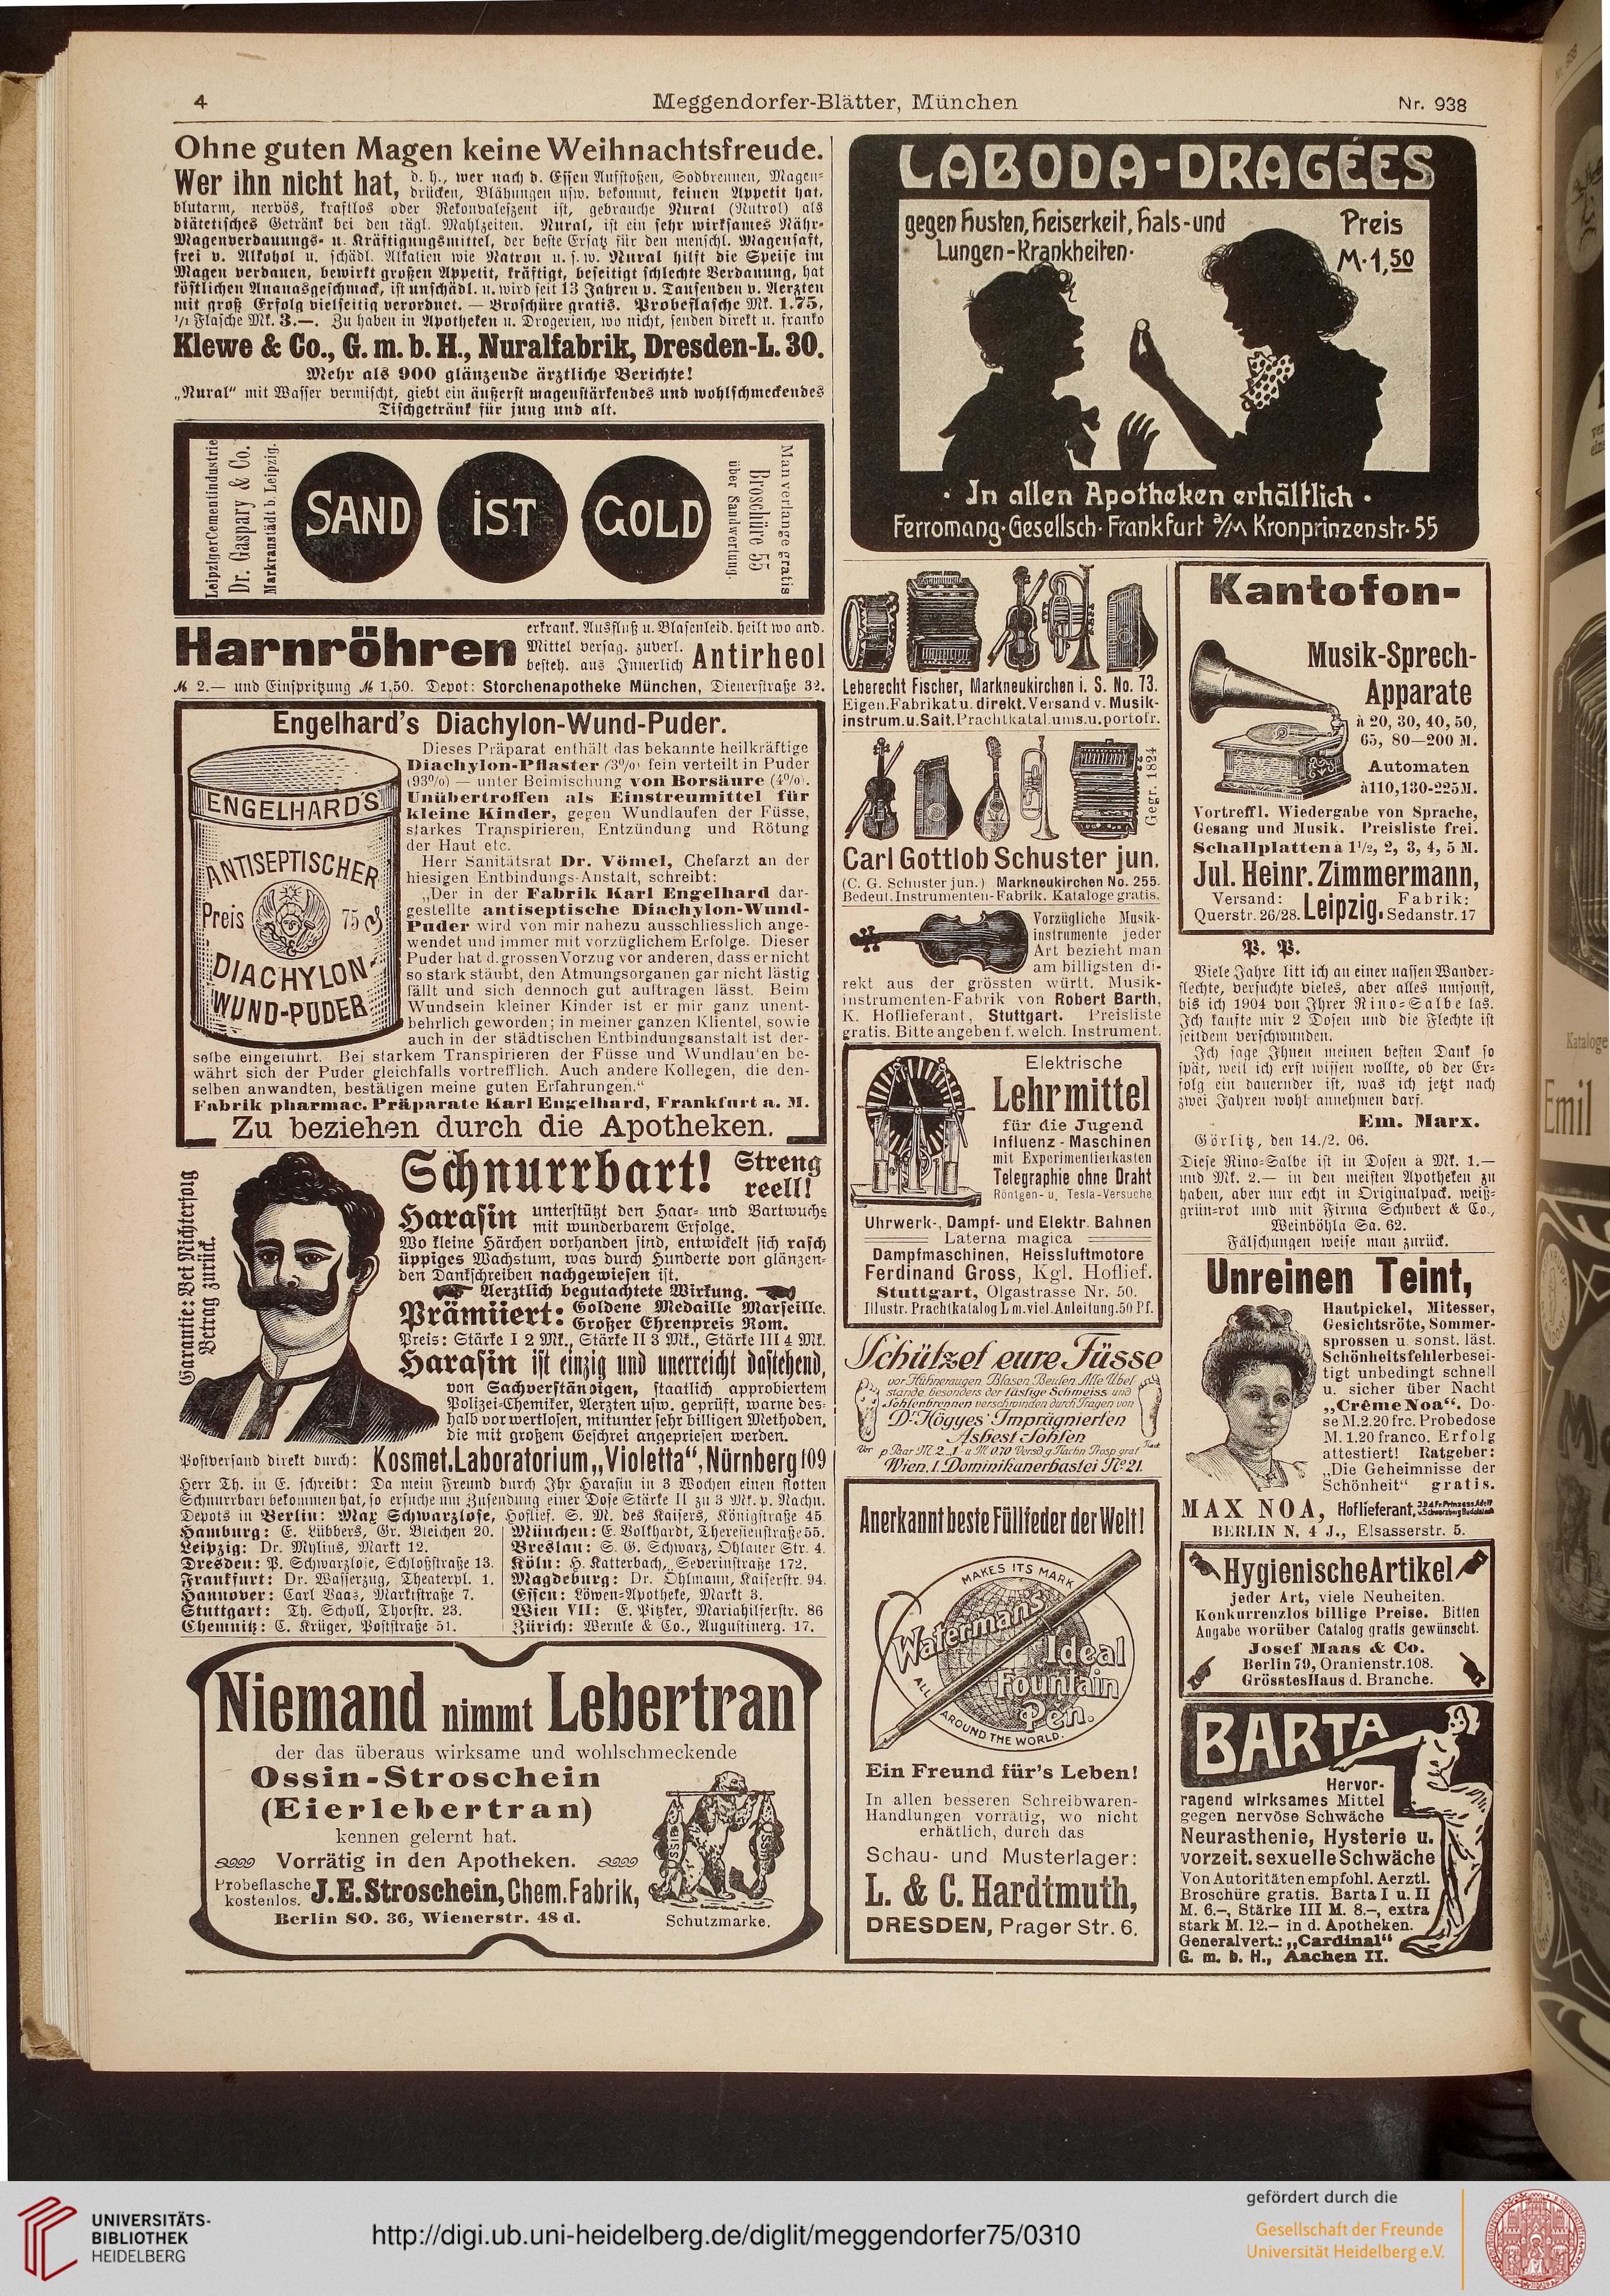 4
Meggendorfer-Blätter, München
Nr. 938
Ohne guten Magen keine Weihnachtsfreude.
Wer ihn nicht hat, d. h., wer nach d. Essen Aufstoßen, Sodbrennen, Magen-
drücken, Blähungen usw. bekommt, keinen Appetit hat,
blutarm, nervös, kraftlos oder Rekonvaleszent ist, gebrauche Nural (Nutrol) als
diätetisches Getränk bei den tägl. Mahlzeiten. Nural, ist ein sehr wirksames Nähr-
Magenverdauungs- u. Kräftigungsmittel, der beste Ersatz für den menschl. Magensaft,
frei v. Alkohol u. schädl. Alkalien wie Natron u. s. w. Nural hilft die Speise im
Magen verdauen, bewirkt großen Appetit, kräftigt, beseitigt schlechte Verdauung, hat
köstlichen Ananasgeschmack, ist unschädl. u. wird seit 13 Jahren v. Tausenden v. Aerzten
mit groß Erfolg vielseitig verordnet. — Broschüre gratis. Probeflasche Mk. 1.75,
1/1 Flasche Mk. 3.—. Zu haben in Apotheken u. Drogerien, wo nicht, senden direkt u. franko
Klewe & Co., G. m. b. H., Nuralfabrik, Dresden-L. 30.
Mehr als 900 glänzende ärztliche Berichte!
„Nural“ mit Wasser vermischt, giebt ein äußerst magenstärkendes und wohlschmeckendes
Tischgetränk für jung und alt.
Leipziger Cementindustrie
Dr. Gaspary & Co.
Markranstädt b. Leipzig.
SAND IST GOLD
Man verlange gratis
Broschüre 55
über Sandwertung.
Harnröhren
erkrank. Ausfluß u. Blasenleid. heilt wo and.
Mittel versag. zuverl.
besteh. aus Innerlich Antirheol
M 2.— und Einspritzung M 1,50. Depot: Storchenapotheke München, Dienerstraße 32.
Engelhard's Diachylon-Wund-Puder.
ENGELHARD'S
ANTISEPTISCHER
Preis 75
DIACHYLON-
WUND-PUDER
Dieses Präparat enthält das bekannte heilkräftige
Diachylon-Pflaster (3%) fein verteilt in Puder
(93%) — unter Beimischung von Borsäure (4%).
Unübertroffen als Einstreumittel für
kleine Kinder, gegen Wundlaufen der Füsse,
starkes Transpirieren, Entzündung und Rötung
der Haut etc.
Herr Sanitätsrat Dr. Vömel, Chefarzt an der
hiesigen Entbindungs-Anstalt, schreibt:
„Der in der Fabrik Karl Engelhard dar-
gestellte antiseptische Diachylon-Wund-
Puder wird von mir nahezu ausschliesslich ange-
wendet und immer mit vorzüglichem Erfolge. Dieser
Puder hat d. grossen Vorzug vor anderen, dass er nicht
so stark stäubt, den Atmungsorganen gar nicht lästig
fällt und sich dennoch gut auftragen lässt. Beim
Wundsein kleiner Kinder ist er mir ganz unent-
behrlich geworden; in meiner ganzen Klientel, sowie
auch in der städtischen Entbindungsanstalt ist der-
selbe eingeführt. Bei starkem Transpirieren der Füsse und Wundlaufen be-
währt sich der Puder gleichfalls vortrefflich. Auch andere Kollegen, die den-
selben anwandten, bestätigen meine guten Erfahrungen.“
Fabrik pharmac. Präparate Karl Engelhard, Frankfurt a. M.
Zu beziehen durch die Apotheken.
Garantie: Bei Nichterfolg
Betrag zurück.
Schnurrbart! Streng
reell!
Harasin unterstützt den Haar- und Bartwuchs
mit wunderbarem Erfolge.
Wo kleine Härchen vorhanden sind, entwickelt sich rasch
üppiges Wachstum, was durch Hunderte von glänzen-
den Dankschreiben nachgewiesen ist.
Aerztlich begutachtete Wirkung.
Prämiiert: Goldene Medaille Marseille.
Großer Ehrenpreis Rom.
Preis: Stärke I 2 Mk., Stärke II 3 Mk., Stärke III 4 Mk.
Harasin ist einzig und unerreicht dastehend,
von Sachverständigen, staatlich approbiertem
Polizei-Chemiker, Aerzten usw. geprüft, warne des-
halb vor wertlosen, mitunter sehr billigen Methoden,
die mit großem Geschrei angepriesen werden.
Postversand direkt durch: Kosmet. Laboratorium „Violetta“, Nürnberg 109
Herr Th. in E. schreibt: Da mein Freund durch Ihr Harasin in 3 Wochen einen flotten
Schnurrbart bekommen hat, so ersuche um Zusendung einer Dose Stärke II zu 3 Mk. p. Nachn.
Depots in Berlin: Max Schwarzlose, Hoflief. S. M. des Kaisers, Königstraße 45.
Hamburg: E. Lübbers, Gr. Bleichen 20.
Leipzig: Dr. Mylius, Markt 12.
Dresden: P. Schwarzlose, Schloßstraße 13.
Frankfurt: Dr. Wasserzug, Theaterpl. 1.
Hannover: Carl Baas, Marktstraße 7.
Stuttgart: Th. Scholl, Thorstr. 23.
Chemnitz: C. Krüger, Poststraße 51.
München: E. Volkhardt, Theresienstraße 55.
Breslau: S. G. Schwarz, Ohlauer Str. 4.
Köln: H. Katterbach, Severinstraße 172.
Magdeburg: Dr. Öhlmann, Kaiserstr. 94.
Essen: Löwen-Apotheke, Markt 3.
Wien VII: E. Pitzker, Mariahilferstr. 86
Zürich: Wernle & Co., Augustinerg. 17.
Niemand nimmt Lebertran
der das überaus wirksame und wohlschmeckende
Ossin-Stroschein
(Eierlebertran)
kennen gelernt hat.
Vorrätig in den Apotheken.
Probeflasche
kostenlos. J. E. Stroschein, Chem. Fabrik,
Berlin SO. 36, Wienerstr. 48 d.
OSSIN
OSSIN
Schutzmarke.
LABODA-DRAGÉES
gegen Husten, Heiserkeit, Hals- und
Lungen-Krankheiten.
Preis
M. 1,50
In allen Apotheken erhältlich
Ferromang-Gesellsch. Frankfurt a/M Kronprinzenstr. 55
Leberecht Fischer, Markneukirchen i. S. No. 73.
Eigen. Fabrikat u. direkt. Versand v. Musik-
instrum. u. Sait. Prachtkatal. ums. u. portofr.
Gegr. 1824
Carl Gottlob Schuster jun.
(C. G. Schuster jun.) Markneukirchen No. 255.
Bedeut. Instrumenten-Fabrik. Kataloge gratis.
Vorzügliche Musik-
instrumente jeder
Art bezieht man
am billigsten di-
rekt aus der grössten württ. Musik-
instrumenten-Fabrik von Robert Barth,
K. Hoflieferant, Stuttgart. Preisliste
gratis. Bitte angeben f. welch. Instrument.
Elektrische
Lehrmittel
für die Jugend
Influenz-Maschinen
mit Experimentierkasten
Telegraphie ohne Draht
Röntgen- u. Tesla-Versuche
Uhrwerk-, Dampf- und Elektr. Bahnen
Laterna magica
Dampfmaschinen, Heissluftmotore
Ferdinand Gross, Kgl. Hoflief.
Stuttgart, Olgastrasse Nr. 50.
Illustr. Prachtkatalog L m. viel. Anleitung. 50 Pf.
Schützet eure Füsse
vor Hühneraugen, Blasen, Beulen. Alle Übel
stände, besonders der lästige Schweiss und
Sohlenbrennen verschwinden durch Tragen von
Dr. Högyes' Imprägnierten
Asbest-Sohlen
Wien, I. Dominikanerbastei No 21.
Anerkannt beste Füllfeder der Welt!
MAKES ITS MARK
Waterman's
Ideal
Fountain
Pen.
ALL AROUND THE WORLD.
Ein Freund für's Leben!
In allen besseren Schreibwaren-
Handlungen vorrätig, wo nicht
erhätlich, durch das
Schau- und Musterlager:
L. & C. Hardtmuth,
DRESDEN, Prager Str. 6.
Kantofon-
Musik-Sprech-
Apparate
à 20, 30, 40, 50,
65, 80—200 M.
Automaten
à 110, 130-225 M.
Vortreffl. Wiedergabe von Sprache,
Gesang und Musik. Preisliste frei.
Schallplatten à 1 1/2, 2, 3, 4, 5 M.
Jul. Heinr. Zimmermann,
Versand:
Querstr. 26/28. Leipzig. Fabrik:
Sedanstr. 17
P. P.
Viele Jahre litt ich an einer nassen Wander-
flechte, versuchte vieles, aber alles umsonst,
bis ich 1904 von Ihrer Rino-Salbe las.
Ich kaufte mir 2 Dosen und die Flechte ist
seitdem verschwunden.
Ich sage Ihnen meinen besten Dank so
spät, weil ich erst wissen wollte, ob der Er-
folg ein dauernder ist, was ich jetzt nach
zwei Jahren wohl annehmen darf.
Em. Marx.
Görlitz, den 14./2. 06.
Diese Rino-Salbe ist in Dosen à Mk. 1.—
und Mk. 2.— in den meisten Apotheken zu
haben, aber nur echt in Originalpack. weiß-
grün-rot und mit Firma Schubert & Co.,
Weinböhla Sa. 62.
Fälschungen weise man zurück.
Unreinen Teint,
Hautpickel, Mitesser,
Gesichtsröte, Sommer-
sprossen u. sonst. läst.
Schönheitsfehler besei-
tigt unbedingt schnell
u. sicher über Nacht
„Crême Noa“. Do-
se M. 2.20 frc. Probedose
M. 1.20 franco. Erfolg
attestiert! Ratgeber:
„Die Geheimnisse der
Schönheit“ gratis.
MAX NOA, Hoflieferant,
BERLIN N. 4 J., Elsasserstr. 5.
Hygienische Artikel
jeder Art, viele Neuheiten.
Konkurrenzlos billige Preise. Bitten
Angabe worüber Catalog gratis gewünscht.
Josef Maas & Co.
Berlin 79, Oranienstr. 108.
Grösstes Haus d. Branche.
BARTA
Hervor-
ragend wirksames Mittel
gegen nervöse Schwäche
Neurasthenie, Hysterie u.
vorzeit. sexuelle Schwäche
Von Autoritäten empfohl. Aerztl.
Broschüre gratis. Barta I u. II
M. 6.–, Stärke III M. 8.–, extra
stark M. 12.– in d. Apotheken.
Generalvert.: „Cardinal“
G. m. b. H., Aachen II.
Kataloge
Emil
UNIVERSITÄTS-
BIBLIOTHEK
HEIDELBERG
http://digi.ub.uni-heidelberg.de/diglit/meggendorfer75/0310
gefördert durch die
Gesellschaft der Freunde
Universität Heidelberg e.V.